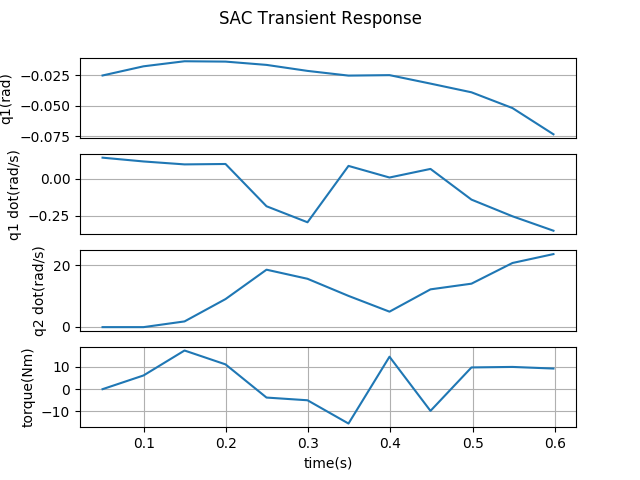 SAC Transient Response
q1(rad)
−0.025
−0.050
−0.075
q1 dot(rad/s)
0.00
−0.25
q2 dot(rad/s)
20
0
torque(Nm)
10
0
−10
0.1 0.2 0.3 0.4 0.5 0.6
time(s)